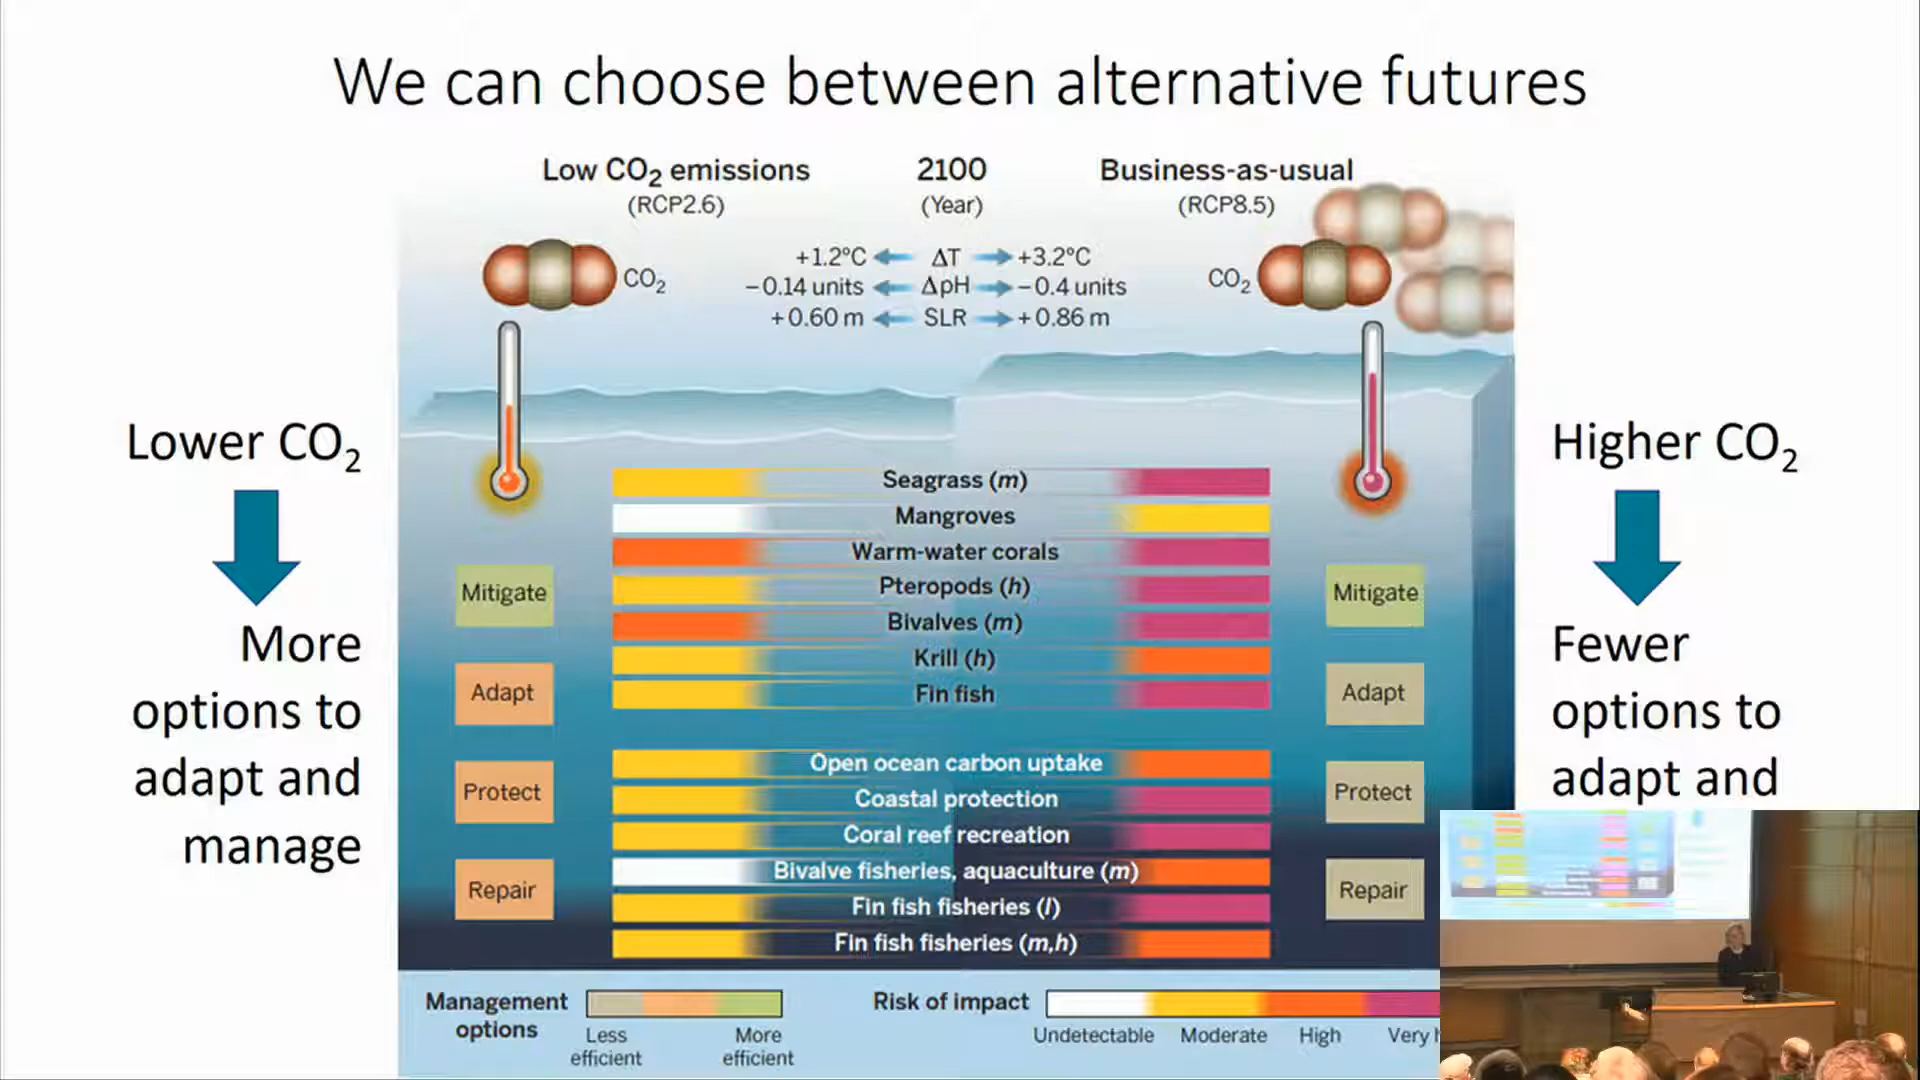 We can choose between alternative futures
Low CO₂ emissions
(RCP2.6)
2100
(Year)
Business-as-usual
(RCP8.5)
CO₂
+1.2°C ΔT +3.2°C
−0.14 units ΔpH −0.4 units
+0.60 m SLR +0.86 m
CO₂
Lower CO₂
More
options to
adapt and
manage
Higher CO₂
Fewer
options to
adapt and
Mitigate
Adapt
Protect
Repair
Seagrass (m)
Mangroves
Warm-water corals
Pteropods (h)
Bivalves (m)
Krill (h)
Fin fish
Open ocean carbon uptake
Coastal protection
Coral reef recreation
Bivalve fisheries, aquaculture (m)
Fin fish fisheries (l)
Fin fish fisheries (m,h)
Mitigate
Adapt
Protect
Repair
Management
options
Less
efficient
More
efficient
Risk of impact
Undetectable
Moderate
High
Very